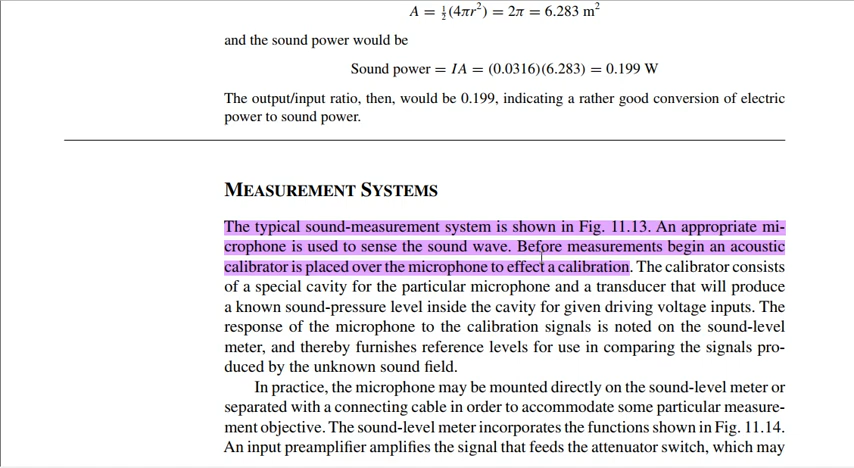 A = ½(4πr²) = 2π = 6.283 m²
and the sound power would be
Sound power = IA = (0.0316)(6.283) = 0.199 W
The output/input ratio, then, would be 0.199, indicating a rather good conversion of electric
power to sound power.
MEASUREMENT SYSTEMS
The typical sound-measurement system is shown in Fig. 11.13. An appropriate mi-
crophone is used to sense the sound wave. Before measurements begin an acoustic
calibrator is placed over the microphone to effect a calibration. The calibrator consists
of a special cavity for the particular microphone and a transducer that will produce
a known sound-pressure level inside the cavity for given driving voltage inputs. The
response of the microphone to the calibration signals is noted on the sound-level
meter, and thereby furnishes reference levels for use in comparing the signals pro-
duced by the unknown sound field.
In practice, the microphone may be mounted directly on the sound-level meter or
separated with a connecting cable in order to accommodate some particular measure-
ment objective. The sound-level meter incorporates the functions shown in Fig. 11.14.
An input preamplifier amplifies the signal that feeds the attenuator switch, which may